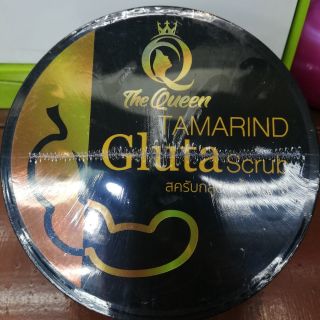 The Queen
TAMARIND
Gluta Scrub